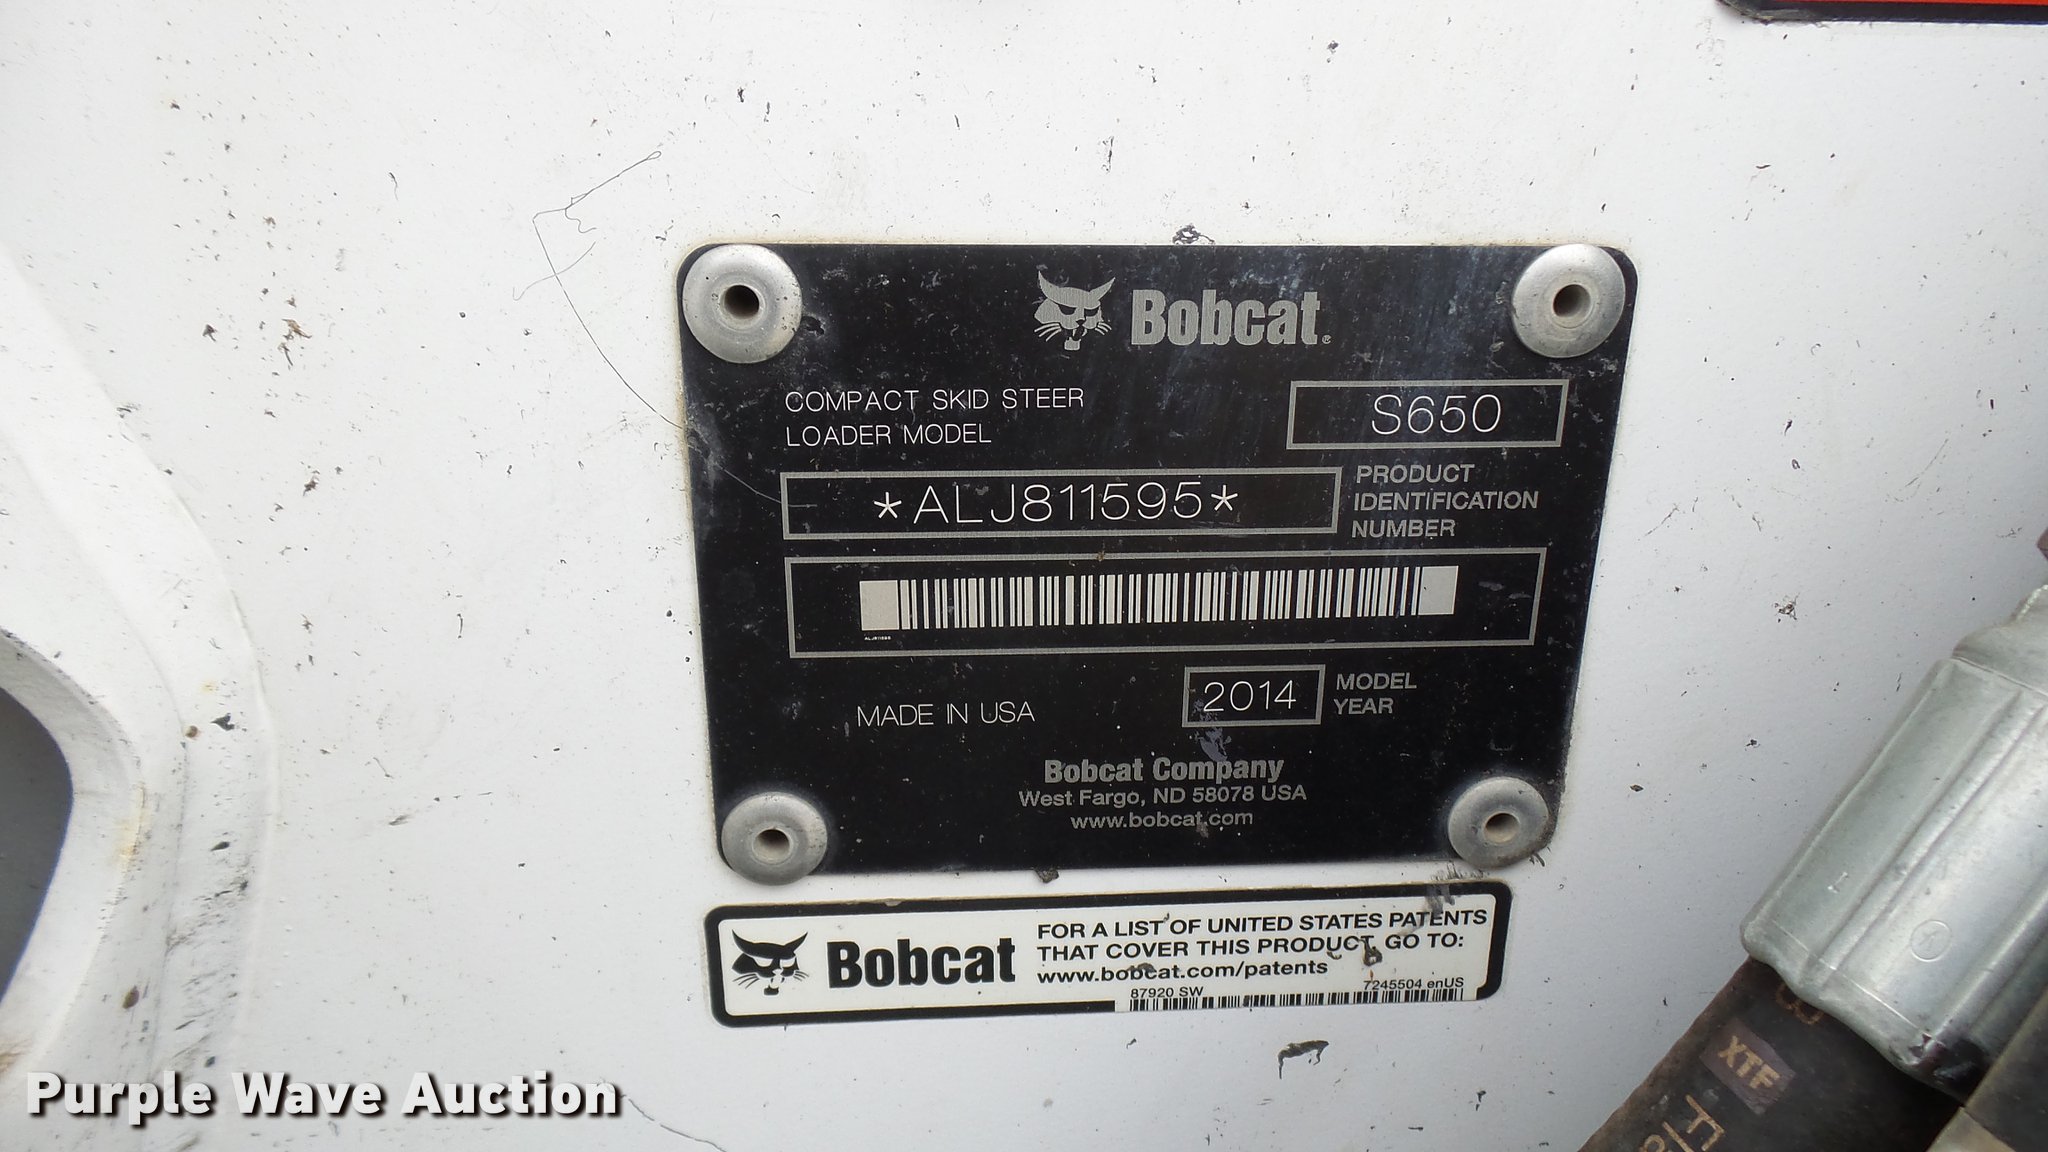 Bobcat®
COMPACT SKID STEER
LOADER MODEL
S650
*ALJ811595*
PRODUCT
IDENTIFICATION
NUMBER
ALJ811595
MADE IN USA
2014
MODEL
YEAR
Bobcat Company
West Fargo, ND 58078 USA
www.bobcat.com
Bobcat
FOR A LIST OF UNITED STATES PATENTS
THAT COVER THIS PRODUCT, GO TO:
www.bobcat.com/patents
87920 SW
7245504 enUS
XTF
Purple Wave Auction